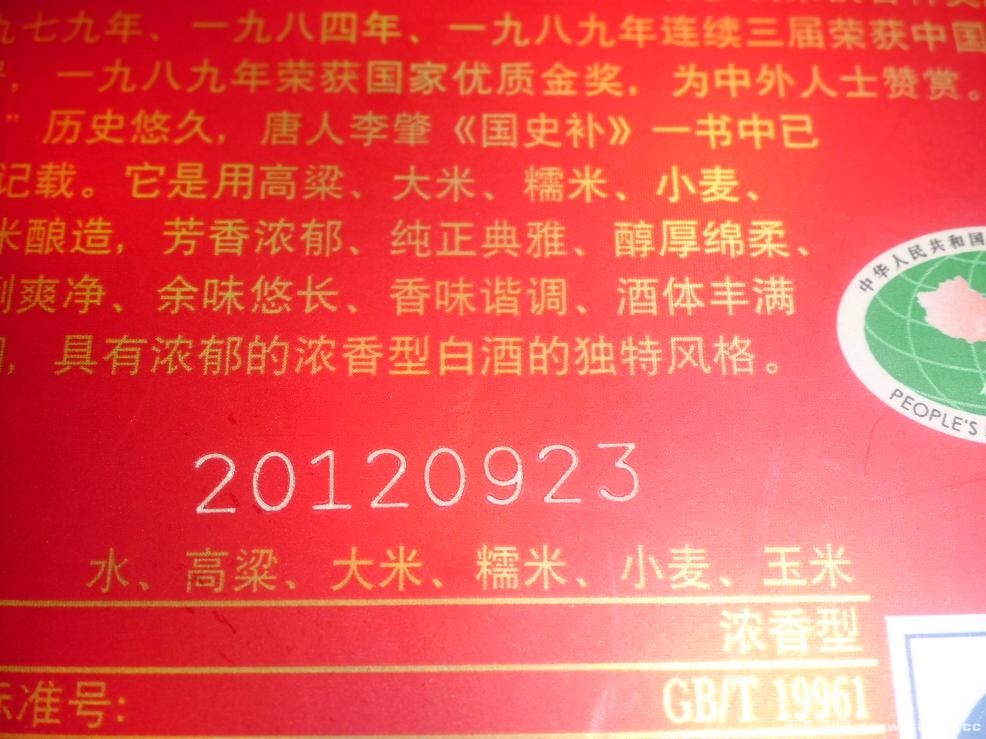 九七九年、一九八四年、一九八九年连续三届荣获中国
，一九八九年荣获国家优质金奖，为中外人士赞赏。
”历史悠久，唐人李肇《国史补》一书中已
记载。它是用高粱、大米、糯米、小麦、
米酿造，芳香浓郁、纯正典雅、醇厚绵柔、
爽净、余味悠长、香味谐调、酒体丰满
，具有浓郁的浓香型白酒的独特风格。
中华人民共和国
PEOPLE'S
20120923
水、高粱、大米、糯米、小麦、玉米
浓香型
标准号:
GB/T 19961